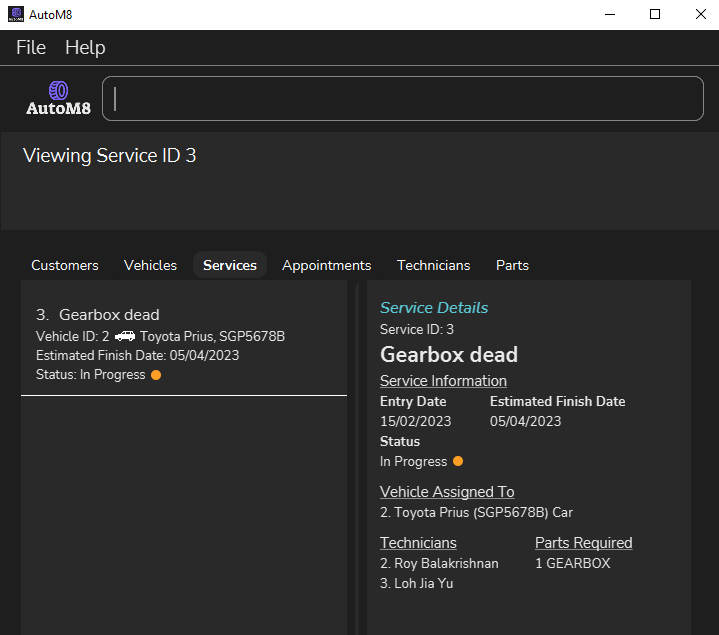 AutoM8
File Help
AutoM8
Viewing Service ID 3
Customers Vehicles Services Appointments Technicians Parts
3. Gearbox dead
Vehicle ID: 2 Toyota Prius, SGP5678B
Estimated Finish Date: 05/04/2023
Status: In Progress
Service Details
Service ID: 3
Gearbox dead
Service Information
Entry Date Estimated Finish Date
15/02/2023 05/04/2023
Status
In Progress
Vehicle Assigned To
2. Toyota Prius (SGP5678B) Car
Technicians Parts Required
2. Roy Balakrishnan 1 GEARBOX
3. Loh Jia Yu